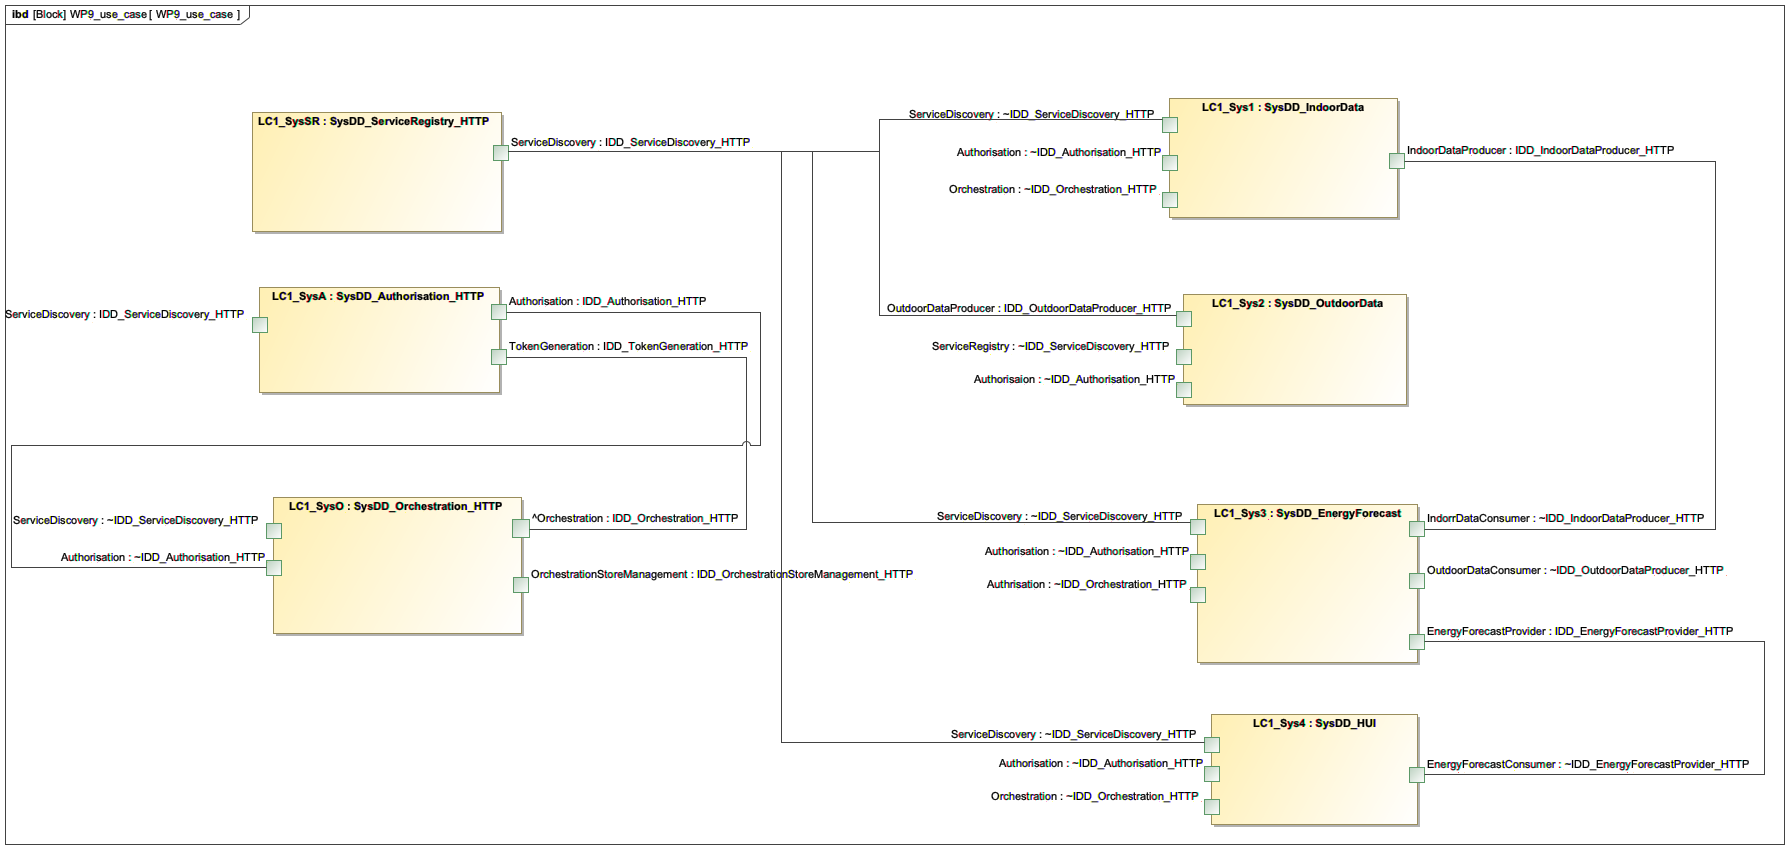 ibd [Block] WP9_use_case[ WP9_use_case ]
LC1_SysSR : SysDD_ServiceRegistry_HTTP
ServiceDiscovery : IDD_ServiceDiscovery_HTTP
ServiceDiscovery : ~IDD_ServiceDiscovery_HTTP
LC1_Sys1 : SysDD_IndoorData
Authorisation : ~IDD_Authorisation_HTTP
Orchestration : ~IDD_Orchestration_HTTP
IndoorDataProducer : IDD_IndoorDataProducer_HTTP
LC1_SysA : SysDD_Authorisation_HTTP
ServiceDiscovery : IDD_ServiceDiscovery_HTTP
Authorisation : IDD_Authorisation_HTTP
TokenGeneration : IDD_TokenGeneration_HTTP
LC1_Sys2 : SysDD_OutdoorData
OutdoorDataProducer : IDD_OutdoorDataProducer_HTTP
ServiceRegistry : ~IDD_ServiceDiscovery_HTTP
Authorisaion : ~IDD_Authorisation_HTTP
LC1_SysO : SysDD_Orchestration_HTTP
ServiceDiscovery : ~IDD_ServiceDiscovery_HTTP
Authorisation : ~IDD_Authorisation_HTTP
^Orchestration : IDD_Orchestration_HTTP
OrchestrationStoreManagement : IDD_OrchestrationStoreManagement_HTTP
LC1_Sys3 : SysDD_EnergyForecast
ServiceDiscovery : ~IDD_ServiceDiscovery_HTTP
Authorisation : ~IDD_Authorisation_HTTP
Authrisation : ~IDD_Orchestration_HTTP
IndorrDataConsumer : ~IDD_IndoorDataProducer_HTTP
OutdoorDataConsumer : ~IDD_OutdoorDataProducer_HTTP
EnergyForecastProvider : IDD_EnergyForecastProvider_HTTP
LC1_Sys4 : SysDD_HUI
ServiceDiscovery : ~IDD_ServiceDiscovery_HTTP
Authorisation : ~IDD_Authorisation_HTTP
Orchestration : ~IDD_Orchestration_HTTP
EnergyForecastConsumer : ~IDD_EnergyForecastProvider_HTTP